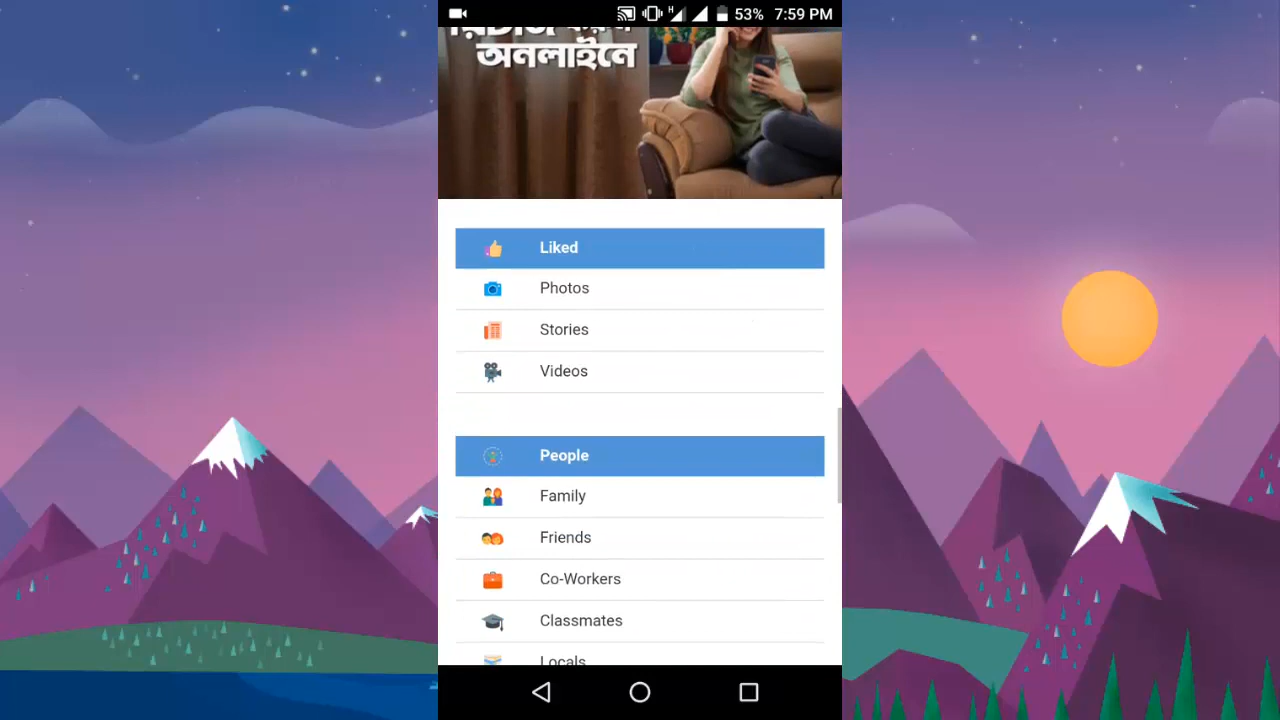 H 53% 7:59 PM
অনলাইনে
Liked
Photos
Stories
Videos
People
Family
Friends
Co-Workers
Classmates
Locals